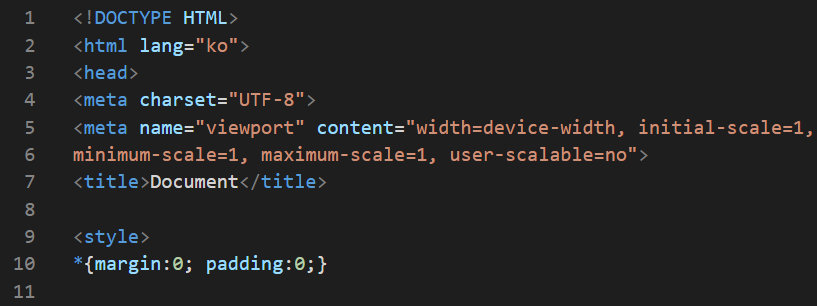 1 <!DOCTYPE HTML>
2 <html lang="ko">
3 <head>
4 <meta charset="UTF-8">
5 <meta name="viewport" content="width=device-width, initial-scale=1,
6 minimum-scale=1, maximum-scale=1, user-scalable=no">
7 <title>Document</title>
8
9 <style>
10 *{margin:0; padding:0;}
11